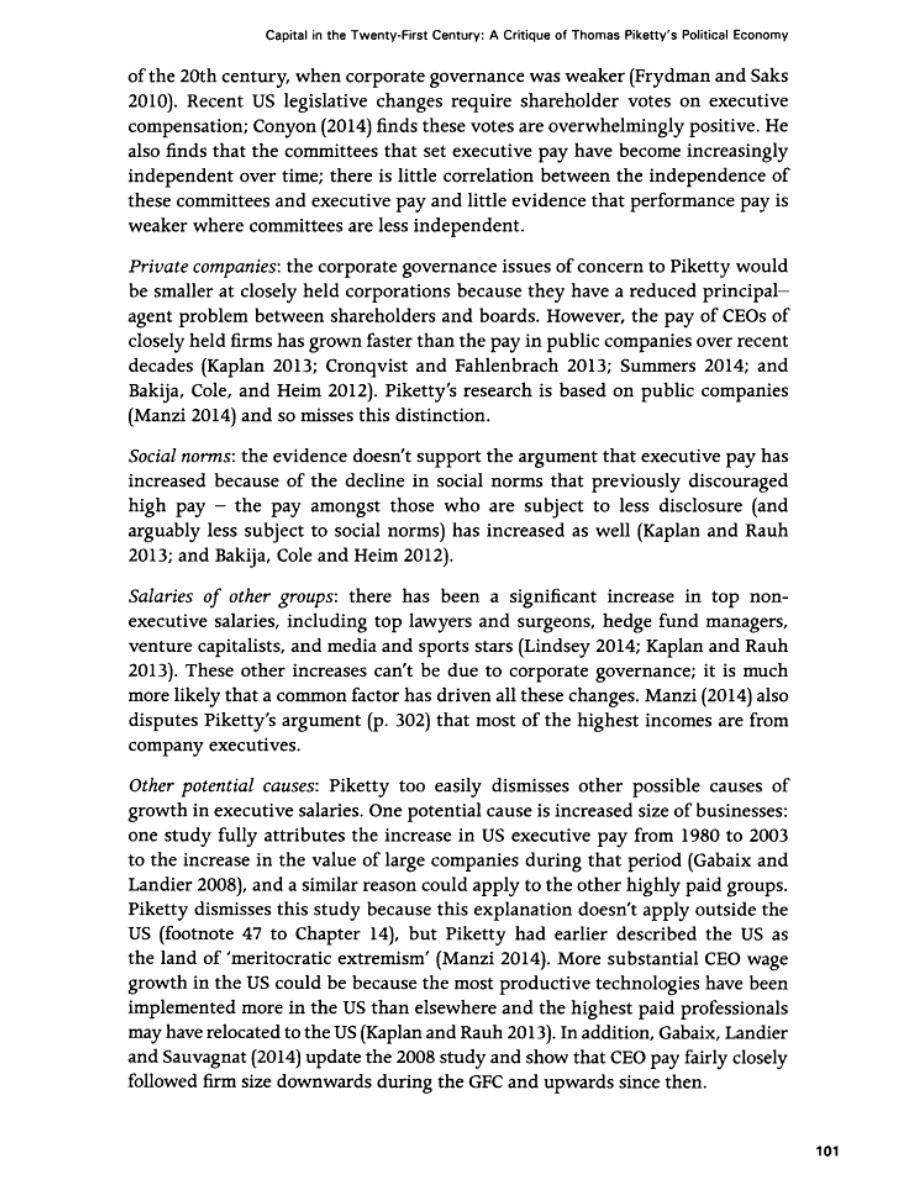 Capital in the Twenty-First Century: A Critique of Thomas Piketty's Political Economy
of the 20th century, when corporate governance was weaker (Frydman and Saks
2010). Recent US legislative changes require shareholder votes on executive
compensation; Conyon (2014) finds these votes are overwhelmingly positive. He
also finds that the committees that set executive pay have become increasingly
independent over time; there is little correlation between the independence of
these committees and executive pay and little evidence that performance pay is
weaker where committees are less independent.
Private companies: the corporate governance issues of concern to Piketty would
be smaller at closely held corporations because they have a reduced principal–
agent problem between shareholders and boards. However, the pay of CEOs of
closely held firms has grown faster than the pay in public companies over recent
decades (Kaplan 2013; Cronqvist and Fahlenbrach 2013; Summers 2014; and
Bakija, Cole, and Heim 2012). Piketty's research is based on public companies
(Manzi 2014) and so misses this distinction.
Social norms: the evidence doesn't support the argument that executive pay has
increased because of the decline in social norms that previously discouraged
high pay – the pay amongst those who are subject to less disclosure (and
arguably less subject to social norms) has increased as well (Kaplan and Rauh
2013; and Bakija, Cole and Heim 2012).
Salaries of other groups: there has been a significant increase in top non-
executive salaries, including top lawyers and surgeons, hedge fund managers,
venture capitalists, and media and sports stars (Lindsey 2014; Kaplan and Rauh
2013). These other increases can't be due to corporate governance; it is much
more likely that a common factor has driven all these changes. Manzi (2014) also
disputes Piketty's argument (p. 302) that most of the highest incomes are from
company executives.
Other potential causes: Piketty too easily dismisses other possible causes of
growth in executive salaries. One potential cause is increased size of businesses:
one study fully attributes the increase in US executive pay from 1980 to 2003
to the increase in the value of large companies during that period (Gabaix and
Landier 2008), and a similar reason could apply to the other highly paid groups.
Piketty dismisses this study because this explanation doesn't apply outside the
US (footnote 47 to Chapter 14), but Piketty had earlier described the US as
the land of 'meritocratic extremism' (Manzi 2014). More substantial CEO wage
growth in the US could be because the most productive technologies have been
implemented more in the US than elsewhere and the highest paid professionals
may have relocated to the US (Kaplan and Rauh 2013). In addition, Gabaix, Landier
and Sauvagnat (2014) update the 2008 study and show that CEO pay fairly closely
followed firm size downwards during the GFC and upwards since then.
101